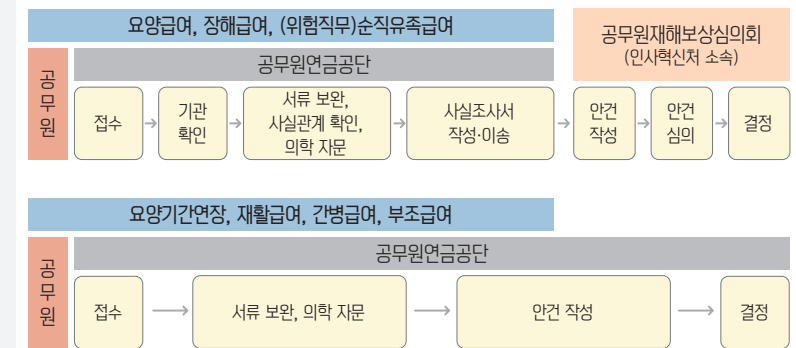 요양급여, 장해급여, (위험직무)순직유족급여
공무원재해보상심의회
(인사혁신처 소속)
공무원
공무원연금공단
접수
기관
확인
서류 보완,
사실관계 확인,
의학 자문
사실조사서
작성·이송
안건
작성
안건
심의
결정
요양기간연장, 재활급여, 간병급여, 부조급여
공무원
공무원연금공단
접수
서류 보완, 의학 자문
안건 작성
결정